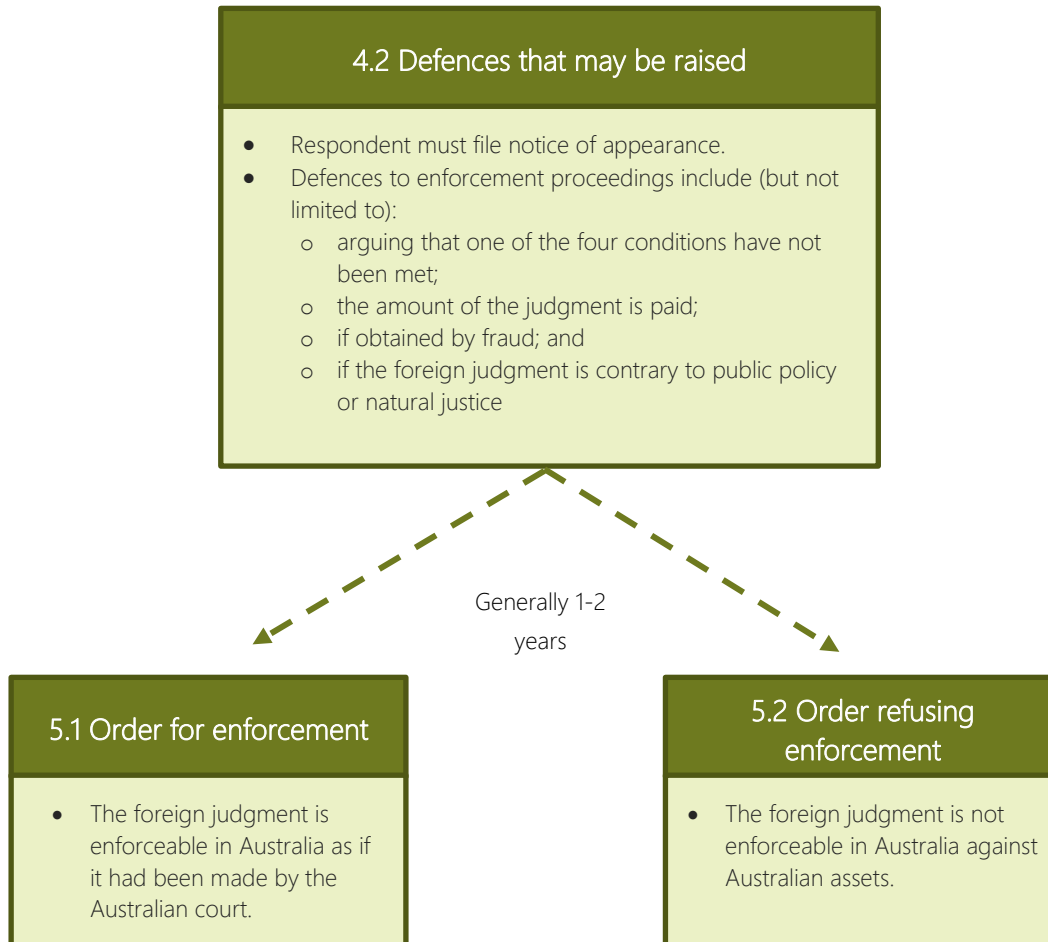 4.2 Defences that may be raised
• Respondent must file notice of appearance.
• Defences to enforcement proceedings include (but not
limited to):
o arguing that one of the four conditions have not
been met;
o the amount of the judgment is paid;
o if obtained by fraud; and
o if the foreign judgment is contrary to public policy
or natural justice
Generally 1-2
years
5.1 Order for enforcement
• The foreign judgment is
enforceable in Australia as if
it had been made by the
Australian court.
5.2 Order refusing
enforcement
• The foreign judgment is not
enforceable in Australia against
Australian assets.